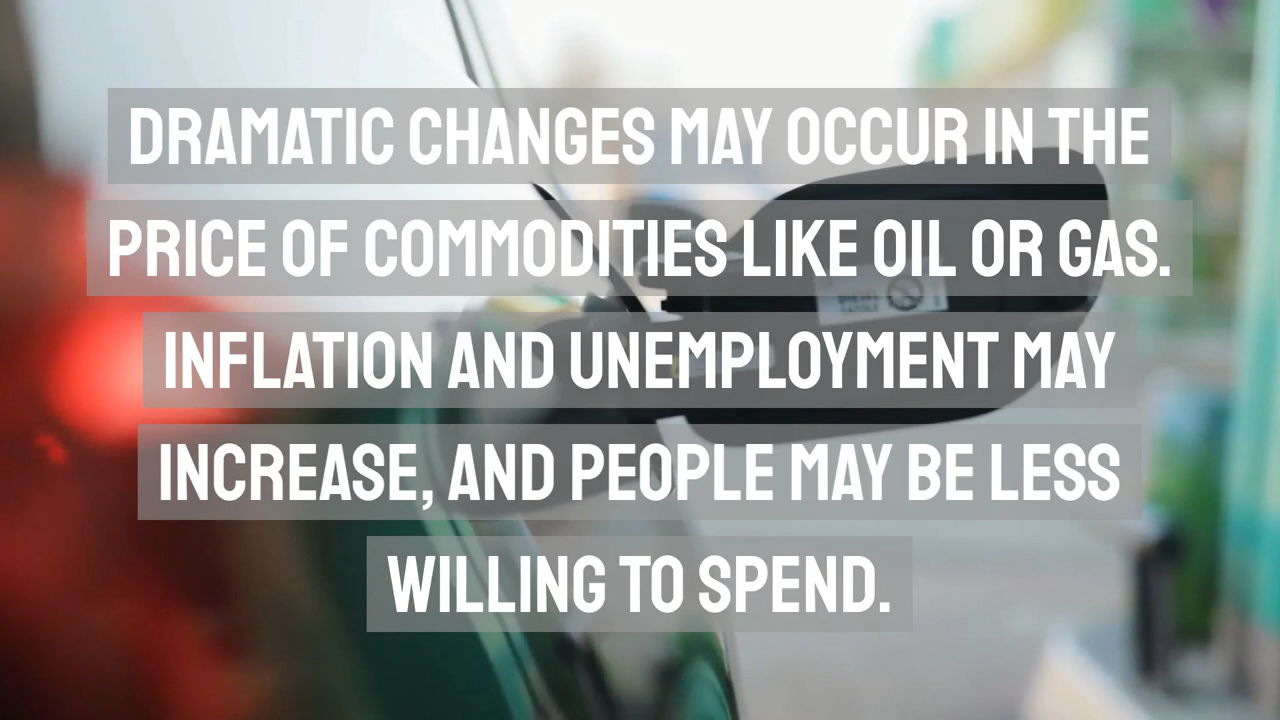 DRAMATIC CHANGES MAY OCCUR IN THE
PRICE OF COMMODITIES LIKE OIL OR GAS.
INFLATION AND UNEMPLOYMENT MAY
INCREASE, AND PEOPLE MAY BE LESS
WILLING TO SPEND.